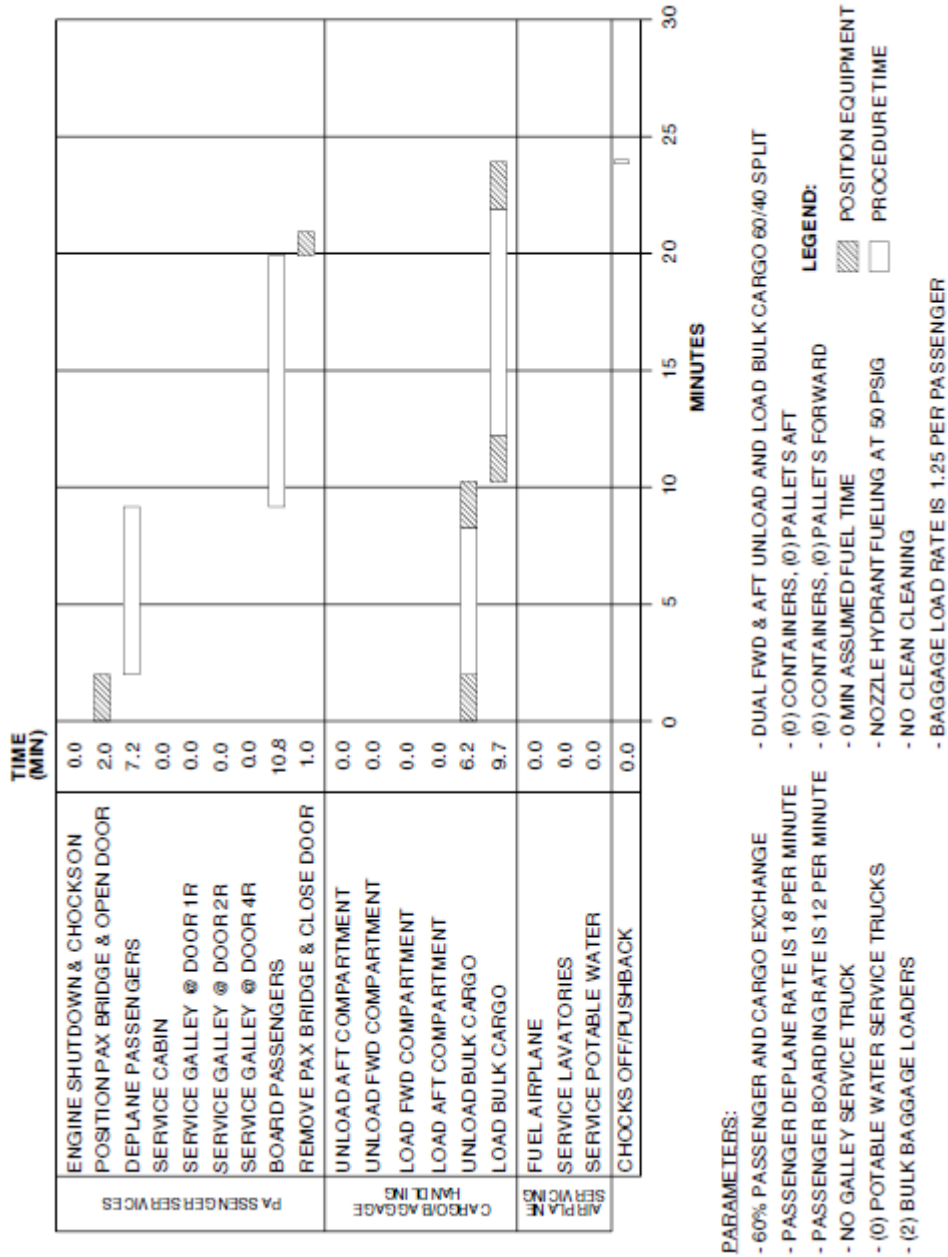 TIME
(MIN)
PASSENGER SERVICES
ENGINE SHUTDOWN & CHOCKS ON 0.0
POSITION PAX BRIDGE & OPEN DOOR 2.0
DEPLANE PASSENGERS 7.2
SERVICE CABIN 0.0
SERVICE GALLEY @ DOOR 1R 0.0
SERVICE GALLEY @ DOOR 2R 0.0
SERVICE GALLEY @ DOOR 4R 0.0
BOARD PASSENGERS 10.8
REMOVE PAX BRIDGE & CLOSE DOOR 1.0
CARGO/BAGGAGE
HANDLING
UNLOAD AFT COMPARTMENT 0.0
UNLOAD FWD COMPARTMENT 0.0
LOAD FWD COMPARTMENT 0.0
LOAD AFT COMPARTMENT 0.0
UNLOAD BULK CARGO 6.2
LOAD BULK CARGO 9.7
AIRPLANE
SERVICING
FUEL AIRPLANE 0.0
SERVICE LAVATORIES 0.0
SERVICE POTABLE WATER 0.0
CHOCKS OFF/PUSHBACK 0.0
0 5 10 15 20 25 30
MINUTES
PARAMETERS:
- 60% PASSENGER AND CARGO EXCHANGE
- PASSENGER DEPLANE RATE IS 18 PER MINUTE
- PASSENGER BOARDING RATE IS 12 PER MINUTE
- NO GALLEY SERVICE TRUCK
- (0) POTABLE WATER SERVICE TRUCKS
- (2) BULK BAGGAGE LOADERS
- DUAL FWD & AFT UNLOAD AND LOAD BULK CARGO 60/40 SPLIT
- (0) CONTAINERS, (0) PALLETS AFT
- (0) CONTAINERS, (0) PALLETS FORWARD
- 0 MIN ASSUMED FUEL TIME
- NOZZLE HYDRANT FUELING AT 50 PSIG
- NO CLEAN CLEANING
- BAGGAGE LOAD RATE IS 1.25 PER PASSENGER
LEGEND:
POSITION EQUIPMENT
PROCEDURE TIME